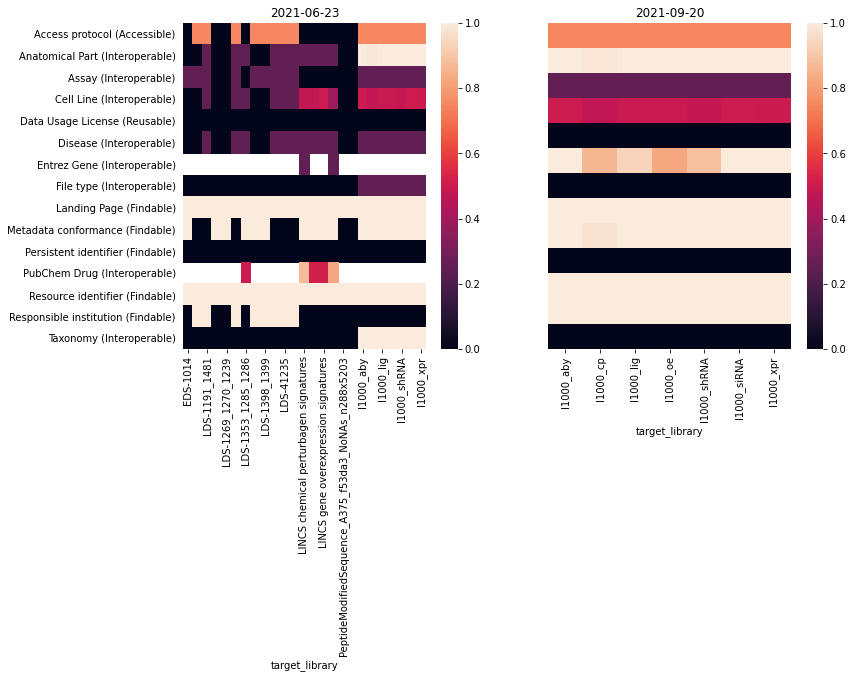 2021-06-23
Access protocol (Accessible)
Anatomical Part (Interoperable)
Assay (Interoperable)
Cell Line (Interoperable)
Data Usage License (Reusable)
Disease (Interoperable)
Entrez Gene (Interoperable)
File type (Interoperable)
Landing Page (Findable)
Metadata conformance (Findable)
Persistent identifier (Findable)
PubChem Drug (Interoperable)
Resource identifier (Findable)
Responsible institution (Findable)
Taxonomy (Interoperable)
EDS-1014
LDS-1191_1481
LDS-1269_1270_1239
LDS-1353_1285_1286
LDS-1398_1399
LDS-41235
LINCS chemical perturbagen signatures
LINCS gene overexpression signatures
PeptideModifiedSequence_A375_f53da3_NoNAs_n288x5203
l1000_aby
l1000_lig
l1000_shRNA
l1000_xpr
target_library
1.0
0.8
0.6
0.4
0.2
0.0
2021-09-20
l1000_aby
l1000_cp
l1000_lig
l1000_oe
l1000_shRNA
l1000_siRNA
l1000_xpr
target_library
1.0
0.8
0.6
0.4
0.2
0.0